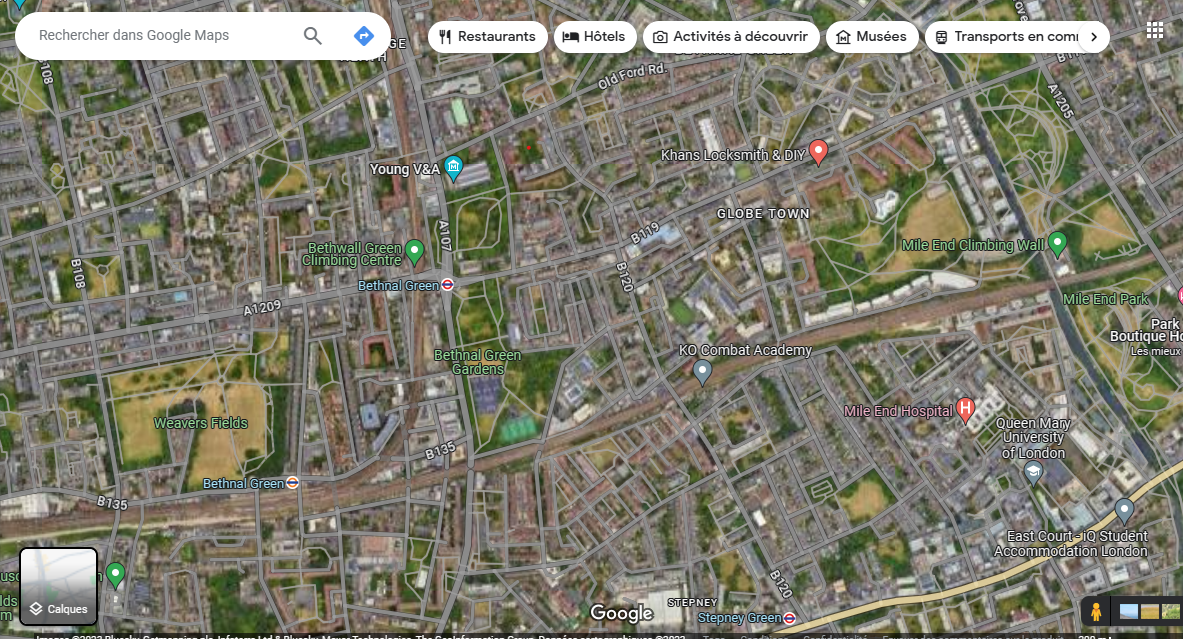 Rechercher dans Google Maps
Restaurants
Hôtels
Activités à découvrir
Musées
Transports en comm
B108
Old Ford Rd.
A1205
Khans Locksmith & DIY
Young V&A
GLOBE TOWN
A107
B119
Bethwall Green
Climbing Centre
Mile End Climbing Wall
B108
B120
Bethnal Green
Mile End Park
A1209
Park
Boutique Ho
Les mieux
KO Combat Academy
Bethnal Green
Gardens
Mile End Hospital
Weavers Fields
Queen Mary
University
of London
B135
Bethnal Green
B135
East Court - iQ Student
Accommodation London
B120
Calques
Google
STEPNEY
Stepney Green